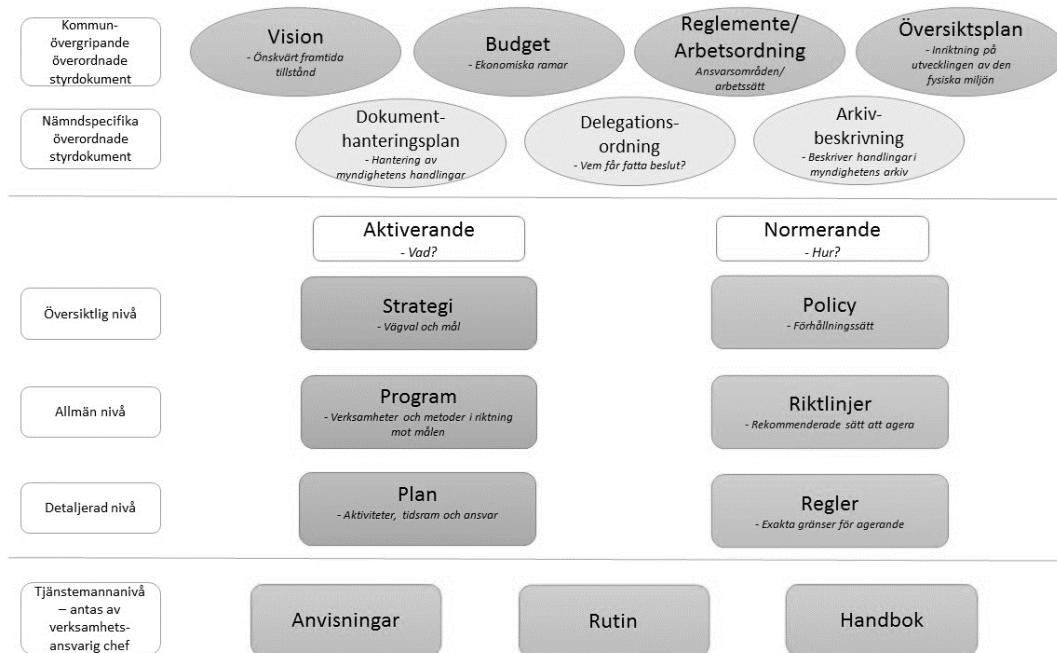 Kommun-
övergripande
överordnade
styrdokument
Vision
- Önskvärt framtida
tillstånd
Budget
- Ekonomiska ramar
Reglemente/
Arbetsordning
Ansvarsområden/
arbetssätt
Översiktsplan
- Inriktning på
utvecklingen av den
fysiska miljön
Nämndspecifika
överordnade
styrdokument
Dokument-
hanteringsplan
- Hantering av
myndighetens handlingar
Delegations-
ordning
- Vem får fatta beslut?
Arkiv-
beskrivning
- Beskriver handlingar i
myndighetens arkiv
Aktiverande
- Vad?
Normerande
- Hur?
Översiktlig nivå
Strategi
- Vägval och mål
Policy
- Förhållningssätt
Allmän nivå
Program
- Verksamheter och metoder i riktning
mot målen
Riktlinjer
- Rekommenderade sätt att agera
Detaljerad nivå
Plan
- Aktiviteter, tidsram och ansvar
Regler
- Exakta gränser för agerande
Tjänstemannanivå
– antas av
verksamhets-
ansvarig chef
Anvisningar
Rutin
Handbok